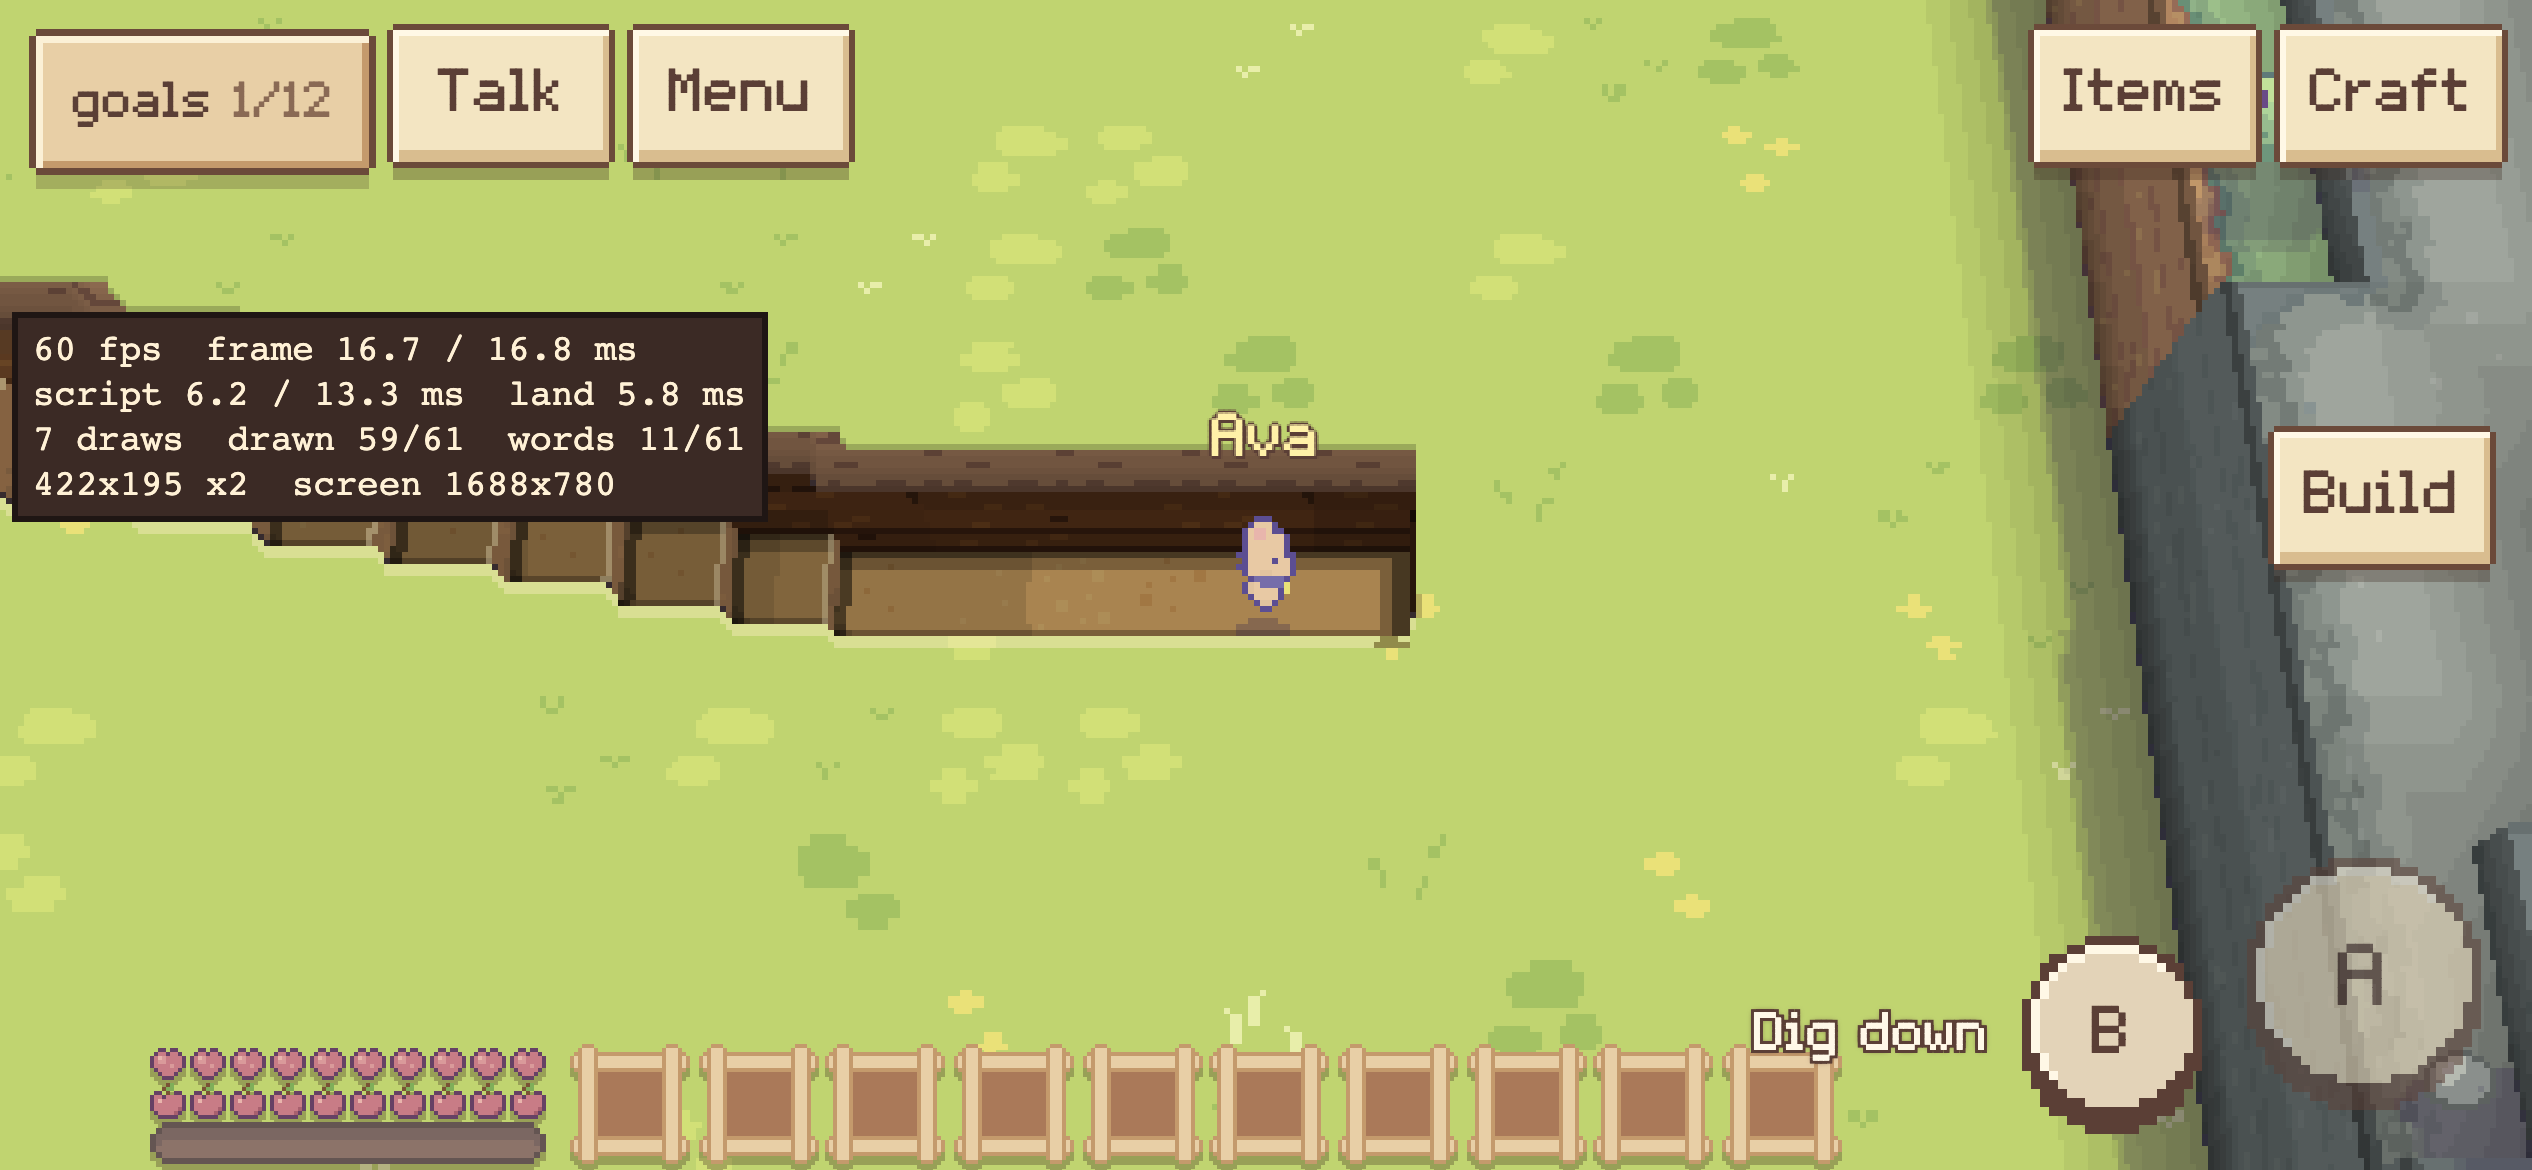 goals 1/12
Talk
Menu
Items
Craft
60 fps  frame 16.7 / 16.8 ms
script 6.2 / 13.3 ms  land 5.8 ms
7 draws  drawn 59/61  words 11/61
422x195 x2  screen 1688x780
Ava
Build
A
Dig down
B